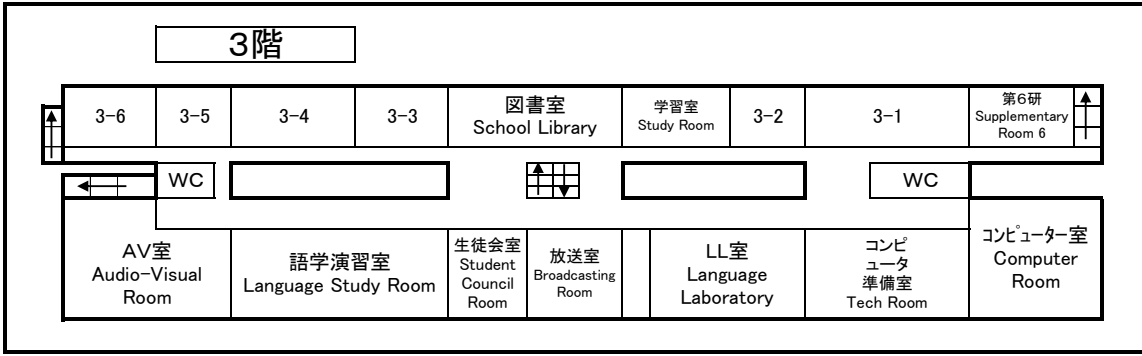 3階
3-6
3-5
3-4
3-3
図書室
School Library
学習室
Study Room
3-2
3-1
第6研
Supplementary
Room 6
WC
WC
AV室
Audio-Visual
Room
語学演習室
Language Study Room
生徒会室
Student
Council
Room
放送室
Broadcasting
Room
LL室
Language
Laboratory
コンピ
ュータ
準備室
Tech Room
コンピューター室
Computer
Room